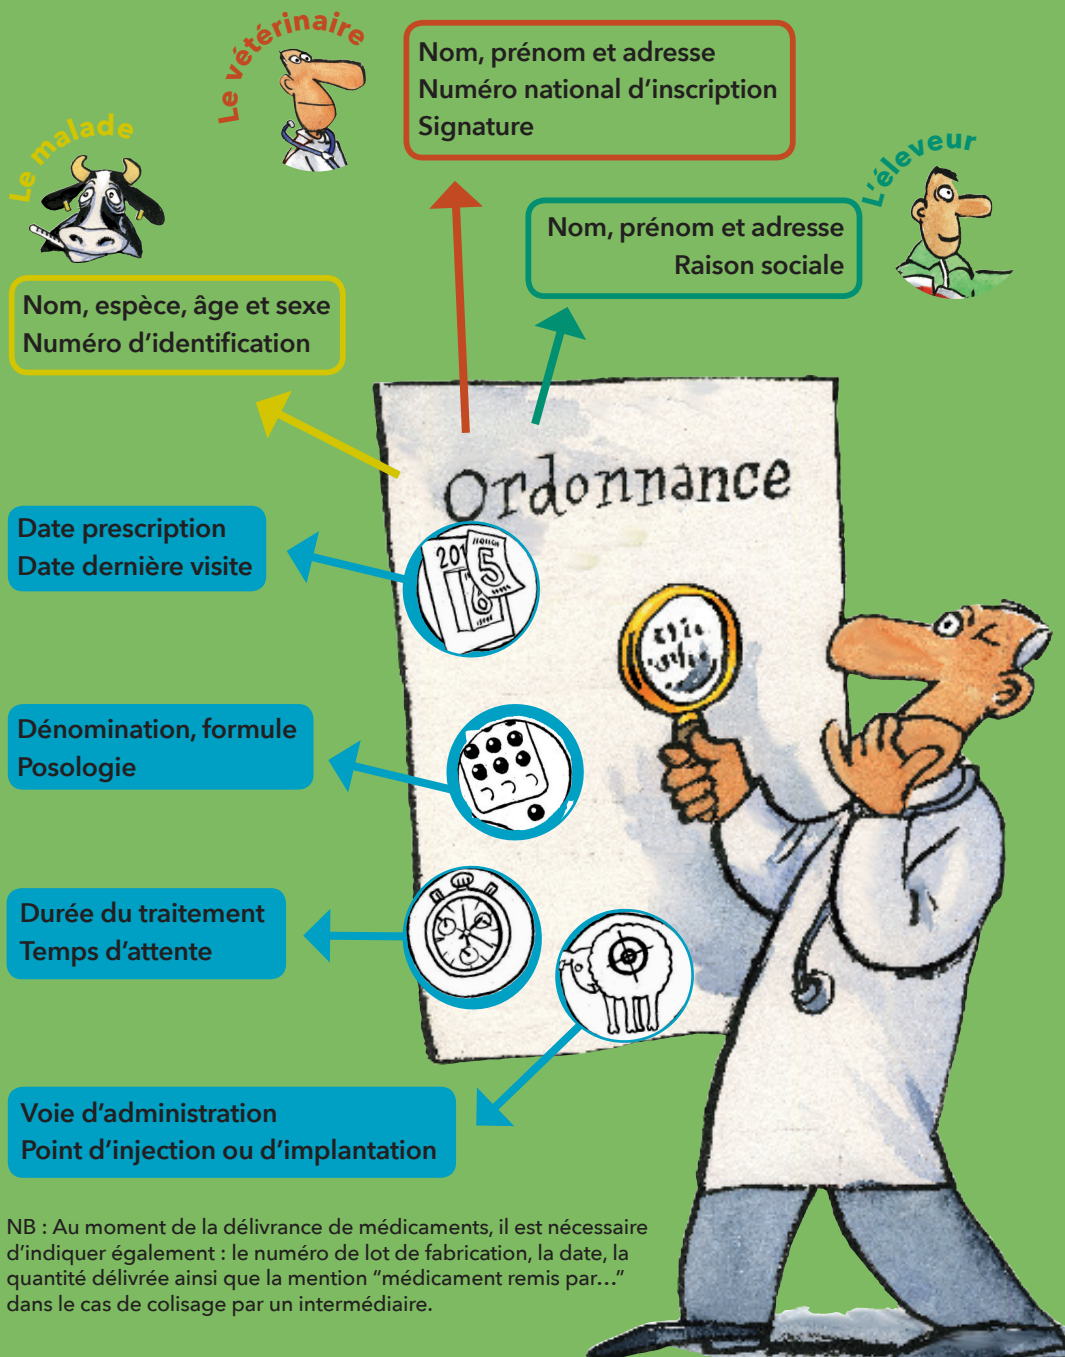 Le vétérinaire
Nom, prénom et adresse
Numéro national d'inscription
Signature
Le malade
L'éleveur
Nom, prénom et adresse
Raison sociale
Nom, espèce, âge et sexe
Numéro d'identification
Ordonnance
Date prescription
Date dernière visite
201
5
6
Dénomination, formule
Posologie
Durée du traitement
Temps d'attente
Voie d'administration
Point d'injection ou d'implantation
NB : Au moment de la délivrance de médicaments, il est nécessaire
d'indiquer également : le numéro de lot de fabrication, la date, la
quantité délivrée ainsi que la mention “médicament remis par…”
dans le cas de colisage par un intermédiaire.